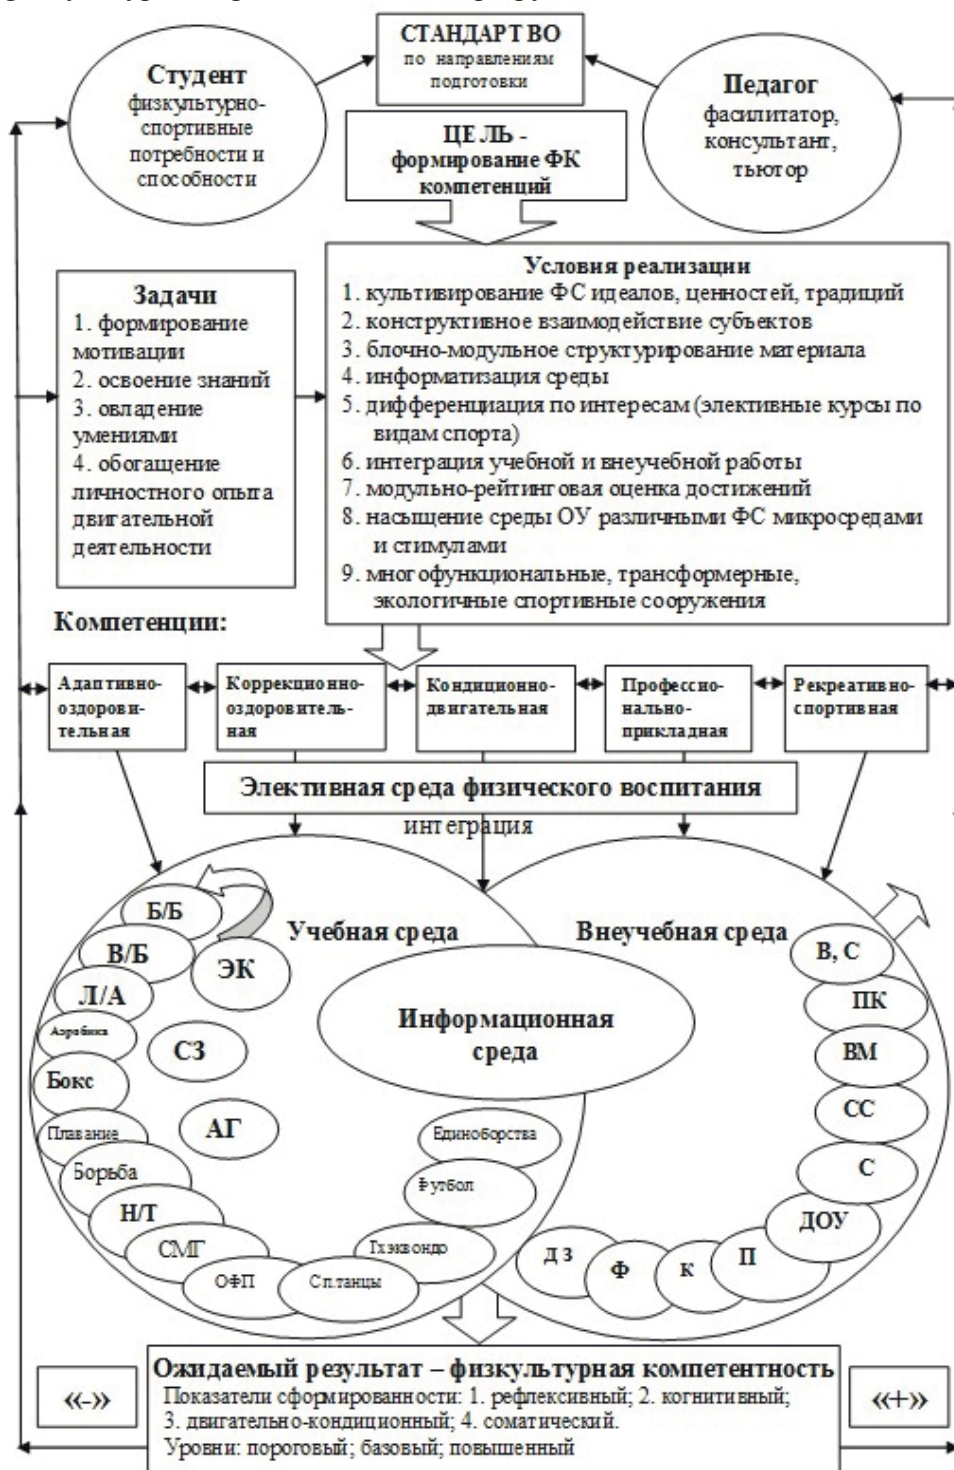 СТАНДАРТ ВО
по направлениям
подготовки
Студент
физкультурно-
спортивные
потребности и
способности
Педагог
фасилитатор,
консультант,
тьютор
ЦЕЛЬ -
формирование ФК
компетенций
Задачи
1. формирование
мотивации
2. освоение знаний
3. овладение
умениями
4. обогащение
личностного опыта
двигательной
деятельности
Условия реализации
1. культивирование ФС идеалов, ценностей, традиций
2. конструктивное взаимодействие субъектов
3. блочно-модульное структурирование материала
4. информатизация среды
5. дифференциация по интересам (элективные курсы по
видам спорта)
6. интеграция учебной и внеучебной работы
7. модульно-рейтинговая оценка достижений
8. насыщение среды ОУ различными ФС микросредами
и стимулами
9. многофункциональные, трансформерные,
экологичные спортивные сооружения
Компетенции:
Адаптивно-
оздорови-
тельная
Коррекционно-
оздоровитель-
ная
Кондиционно-
двигательная
Професcио-
нально-
прикладная
Рекреативно-
спортивная
Элективная среда физического воспитания
интеграция
Учебная среда
Внеучебная среда
Информационная
среда
Б/Б
В/Б
Л/А
Аэробика
Бокс
Плавание
Борьба
Н/Т
СМГ
ОФП
Сп.танцы
Тхэквондо
Футбол
Единоборства
ЭК
СЗ
АГ
В, С
ПК
ВМ
СС
С
ДОУ
П
К
Ф
Д З
Ожидаемый результат – физкультурная компетентность
Показатели сформированности: 1. рефлексивный; 2. когнитивный;
3. двигательно-кондиционный; 4. соматический.
Уровни: пороговый; базовый; повышенный
«-»
«+»